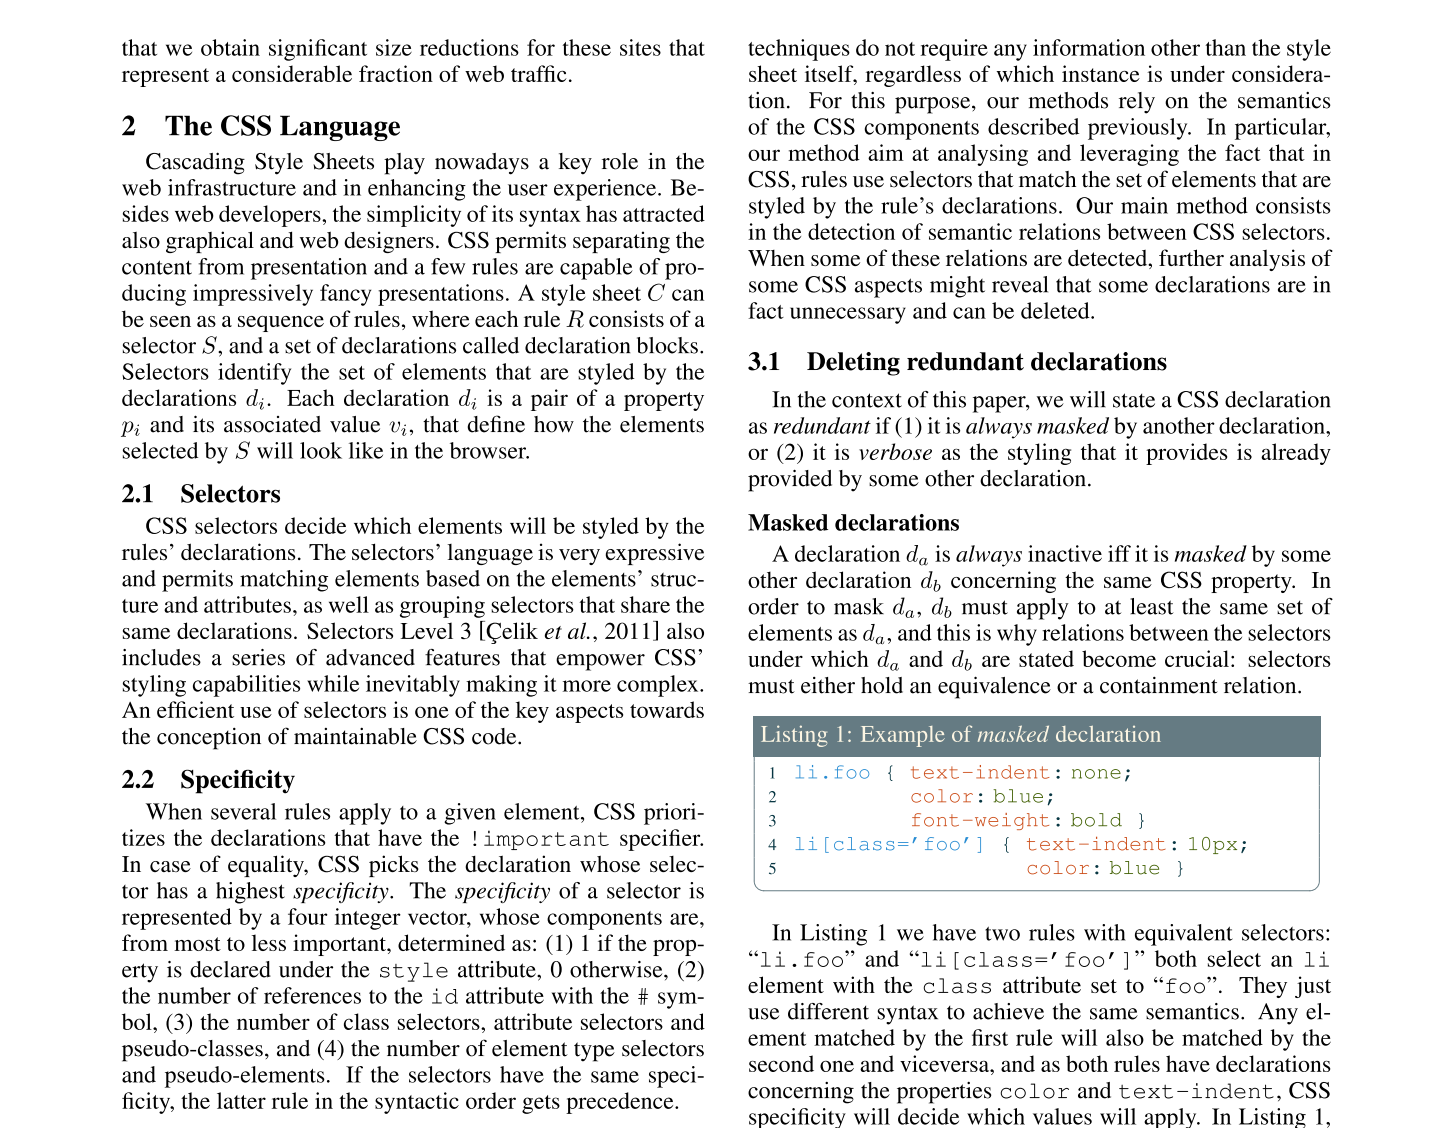 that we obtain significant size reductions for these sites that
represent a considerable fraction of web traffic.
2 The CSS Language
Cascading Style Sheets play nowadays a key role in the
web infrastructure and in enhancing the user experience. Be-
sides web developers, the simplicity of its syntax has attracted
also graphical and web designers. CSS permits separating the
content from presentation and a few rules are capable of pro-
ducing impressively fancy presentations. A style sheet C can
be seen as a sequence of rules, where each rule R consists of a
selector S, and a set of declarations called declaration blocks.
Selectors identify the set of elements that are styled by the
declarations dᵢ. Each declaration dᵢ is a pair of a property
pᵢ and its associated value vᵢ, that define how the elements
selected by S will look like in the browser.
2.1 Selectors
CSS selectors decide which elements will be styled by the
rules’ declarations. The selectors’ language is very expressive
and permits matching elements based on the elements’ struc-
ture and attributes, as well as grouping selectors that share the
same declarations. Selectors Level 3 [Çelik et al., 2011] also
includes a series of advanced features that empower CSS’
styling capabilities while inevitably making it more complex.
An efficient use of selectors is one of the key aspects towards
the conception of maintainable CSS code.
2.2 Specificity
When several rules apply to a given element, CSS priori-
tizes the declarations that have the !important specifier.
In case of equality, CSS picks the declaration whose selec-
tor has a highest specificity. The specificity of a selector is
represented by a four integer vector, whose components are,
from most to less important, determined as: (1) 1 if the prop-
erty is declared under the style attribute, 0 otherwise, (2)
the number of references to the id attribute with the # sym-
bol, (3) the number of class selectors, attribute selectors and
pseudo-classes, and (4) the number of element type selectors
and pseudo-elements. If the selectors have the same speci-
ficity, the latter rule in the syntactic order gets precedence.
techniques do not require any information other than the style
sheet itself, regardless of which instance is under considera-
tion. For this purpose, our methods rely on the semantics
of the CSS components described previously. In particular,
our method aim at analysing and leveraging the fact that in
CSS, rules use selectors that match the set of elements that are
styled by the rule’s declarations. Our main method consists
in the detection of semantic relations between CSS selectors.
When some of these relations are detected, further analysis of
some CSS aspects might reveal that some declarations are in
fact unnecessary and can be deleted.
3.1 Deleting redundant declarations
In the context of this paper, we will state a CSS declaration
as redundant if (1) it is always masked by another declaration,
or (2) it is verbose as the styling that it provides is already
provided by some other declaration.
Masked declarations
A declaration dₐ is always inactive iff it is masked by some
other declaration d_b concerning the same CSS property. In
order to mask dₐ, d_b must apply to at least the same set of
elements as dₐ, and this is why relations between the selectors
under which dₐ and d_b are stated become crucial: selectors
must either hold an equivalence or a containment relation.
Listing 1: Example of masked declaration
1 li.foo { text-indent: none;
2 color: blue;
3 font-weight: bold }
4 li[class=’foo’] { text-indent: 10px;
5 color: blue }
In Listing 1 we have two rules with equivalent selectors:
“li.foo” and “li[class=’foo’]” both select an li
element with the class attribute set to “foo”. They just
use different syntax to achieve the same semantics. Any el-
ement matched by the first rule will also be matched by the
second one and viceversa, and as both rules have declarations
concerning the properties color and text-indent, CSS
specificity will decide which values will apply. In Listing 1,